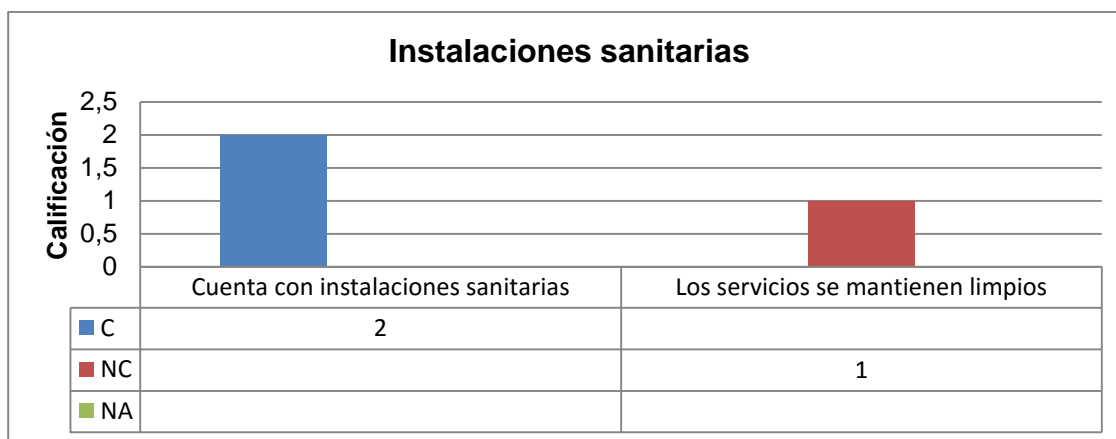 Instalaciones sanitarias
Calificación
2,5
2
1,5
1
0,5
0
Cuenta con instalaciones sanitarias Los servicios se mantienen limpios
C 2
NC 1
NA